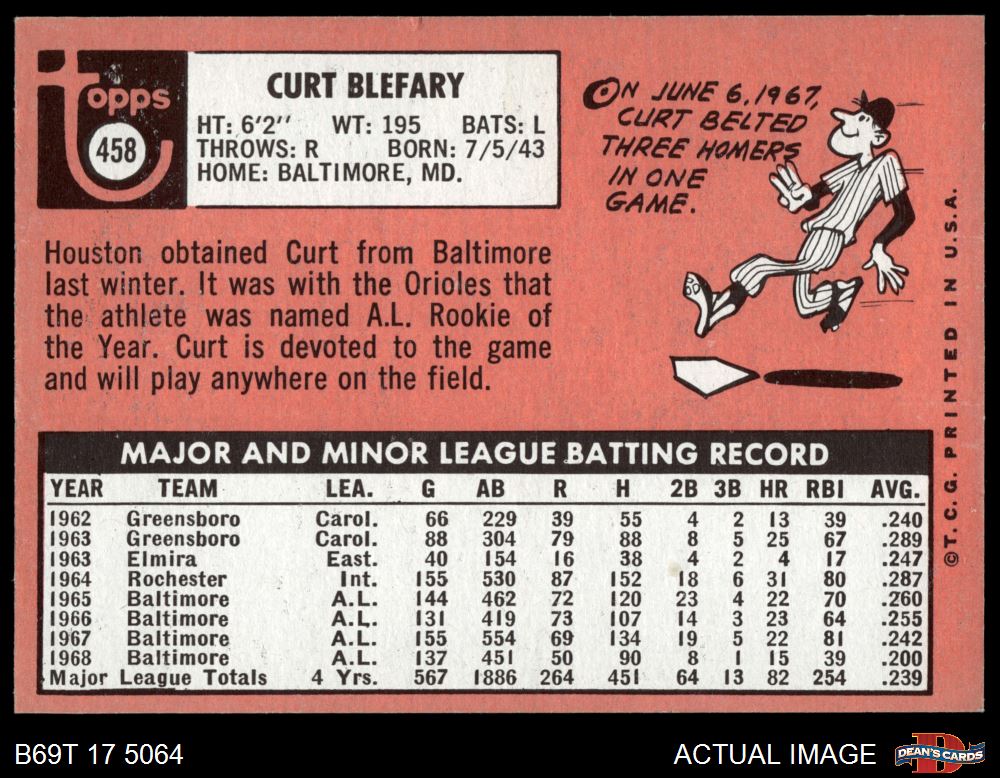 Topps
458
CURT BLEFARY
HT: 6'2" WT: 195 BATS: L
THROWS: R BORN: 7/5/43
HOME: BALTIMORE, MD.
ON JUNE 6, 1967,
CURT BELTED
THREE HOMERS
IN ONE
GAME.
Houston obtained Curt from Baltimore
last winter. It was with the Orioles that
the athlete was named A.L. Rookie of
the Year. Curt is devoted to the game
and will play anywhere on the field.
MAJOR AND MINOR LEAGUE BATTING RECORD
YEAR TEAM LEA. G AB R H 2B 3B HR RBI AVG.
1962 Greensboro Carol. 66 229 39 55 4 2 13 39 .240
1963 Greensboro Carol. 88 304 79 88 8 5 25 67 .289
1963 Elmira East. 40 154 16 38 4 2 4 17 .247
1964 Rochester Int. 155 530 87 152 18 6 31 80 .287
1965 Baltimore A.L. 144 462 72 120 23 4 22 70 .260
1966 Baltimore A.L. 131 419 73 107 14 3 23 64 .255
1967 Baltimore A.L. 155 554 69 134 19 5 22 81 .242
1968 Baltimore A.L. 137 451 50 90 8 1 15 39 .200
Major League Totals 4 Yrs. 567 1886 264 451 64 13 82 254 .239
©T.C.G. PRINTED IN U.S.A.
B69T 17 5064
ACTUAL IMAGE
D
DEAN'S CARDS